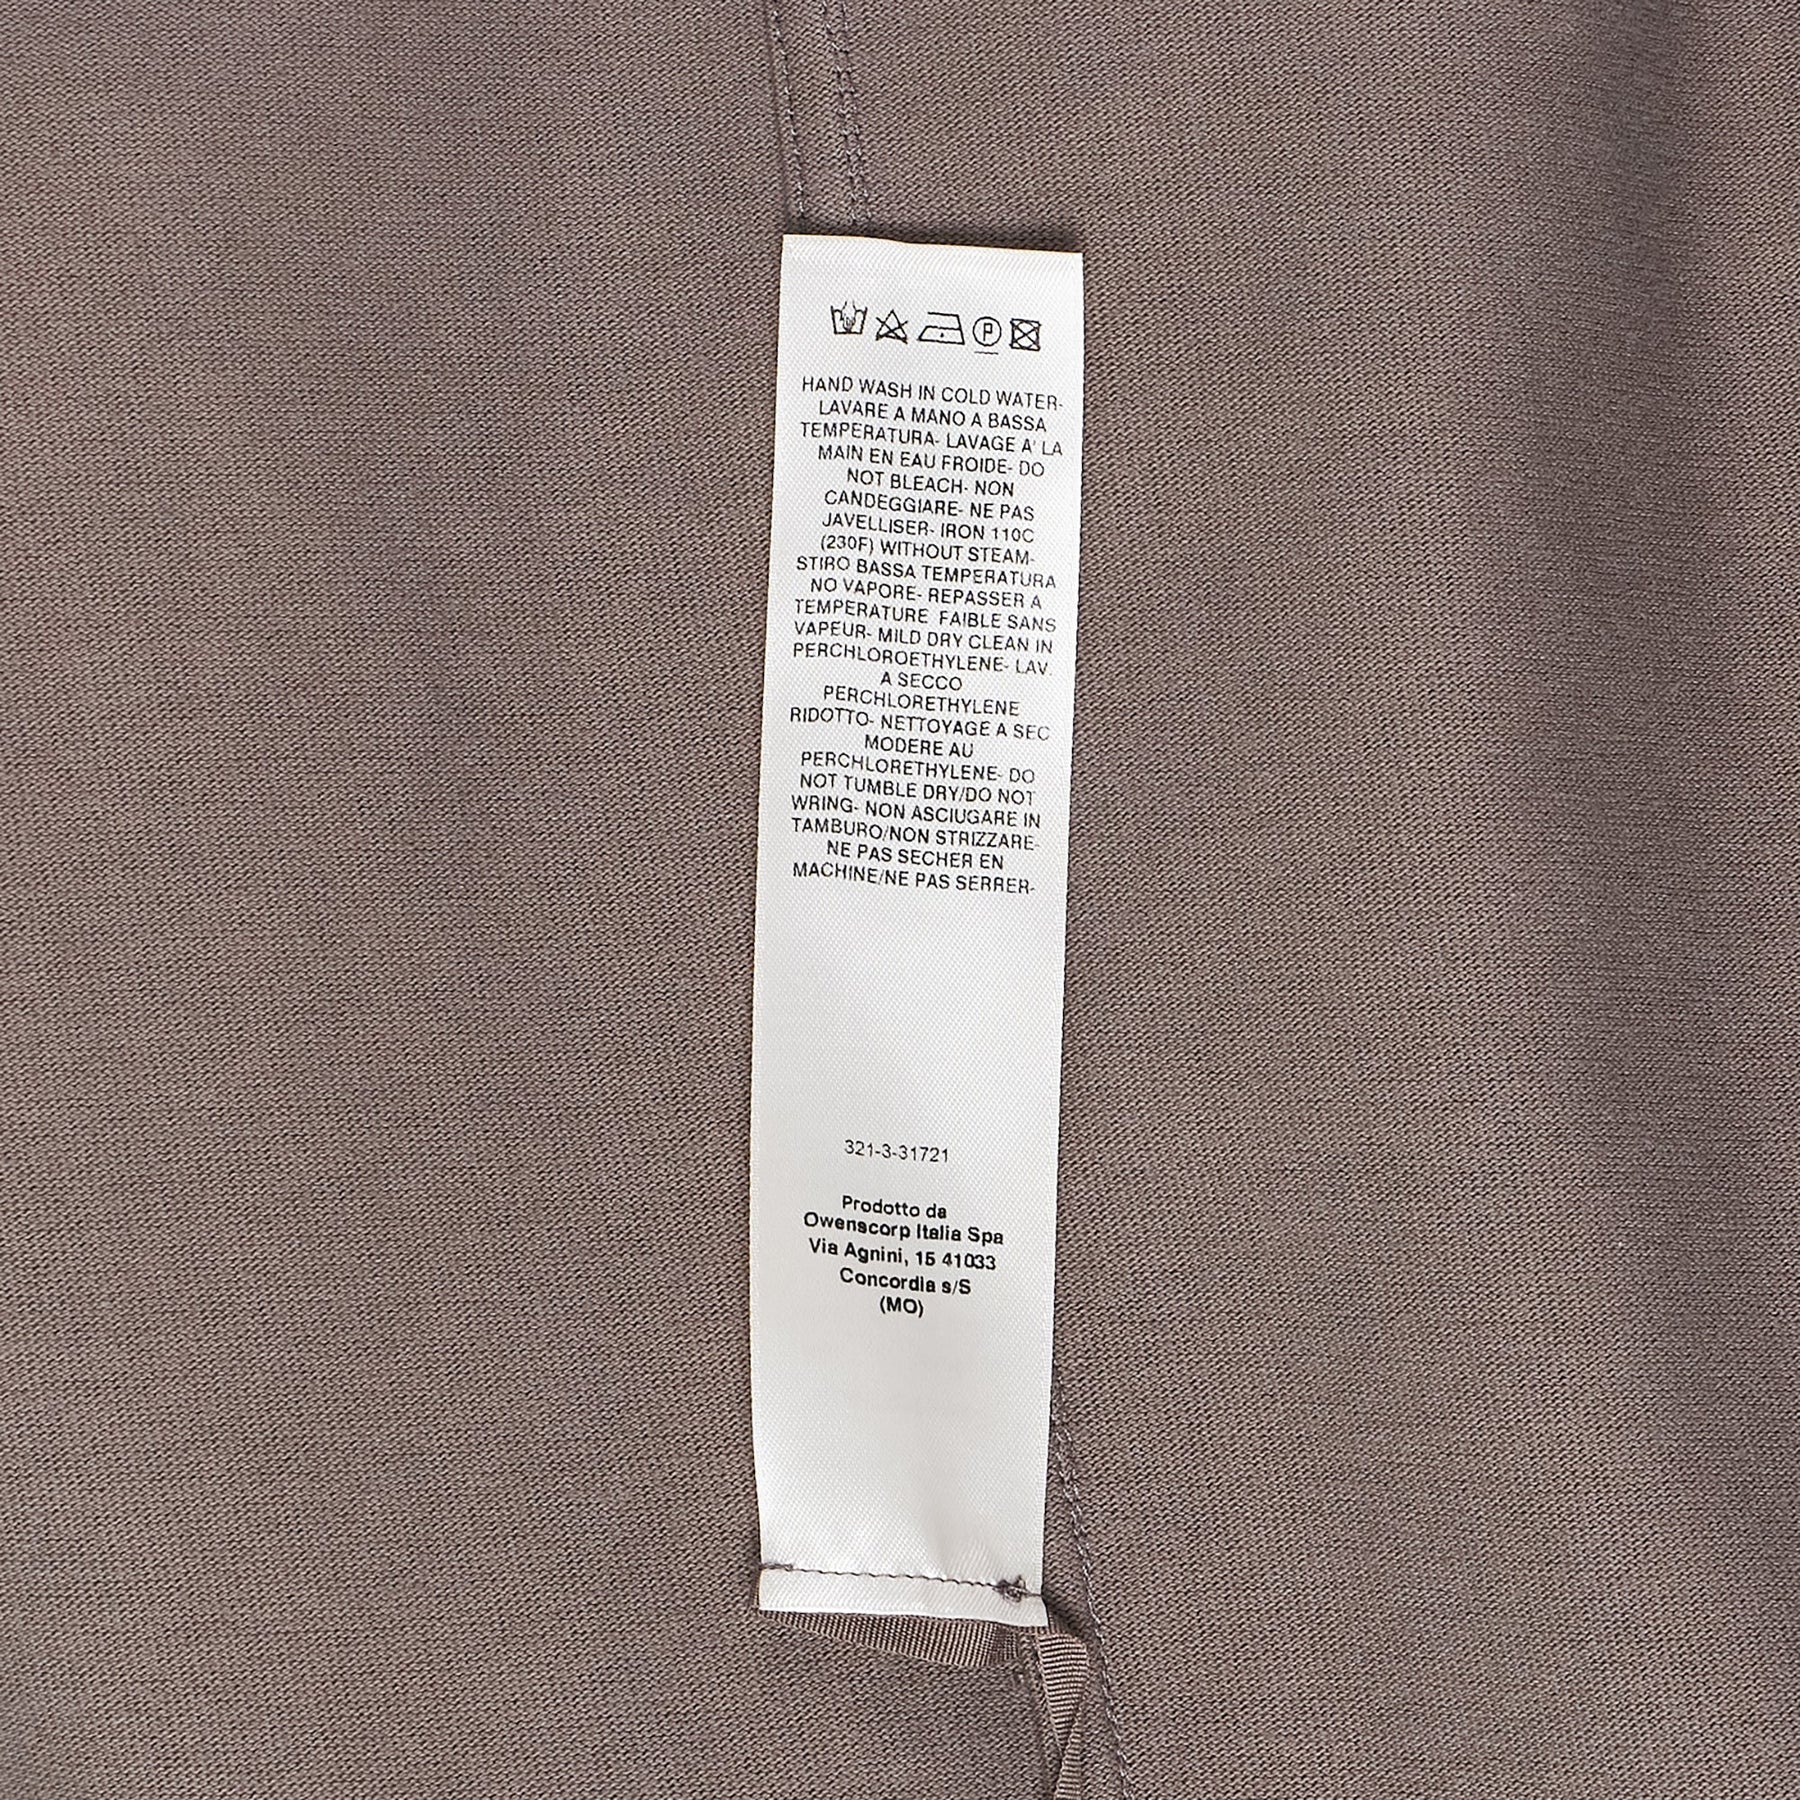 P
HAND WASH IN COLD WATER-
LAVARE A MANO A BASSA
TEMPERATURA- LAVAGE A' LA
MAIN EN EAU FROIDE- DO
NOT BLEACH- NON
CANDEGGIARE- NE PAS
JAVELLISER- IRON 110C
(230F) WITHOUT STEAM-
STIRO BASSA TEMPERATURA
NO VAPORE- REPASSER A
TEMPERATURE FAIBLE SANS
VAPEUR- MILD DRY CLEAN IN
PERCHLOROETHYLENE- LAV.
A SECCO
PERCHLORETHYLENE
RIDOTTO- NETTOYAGE A SEC
MODERE AU
PERCHLORETHYLENE- DO
NOT TUMBLE DRY/DO NOT
WRING- NON ASCIUGARE IN
TAMBURO/NON STRIZZARE-
NE PAS SECHER EN
MACHINE/NE PAS SERRER-
321-3-31721
Prodotto da
Owenscorp Italia Spa
Via Agnini, 15 41033
Concordia s/S
(MO)